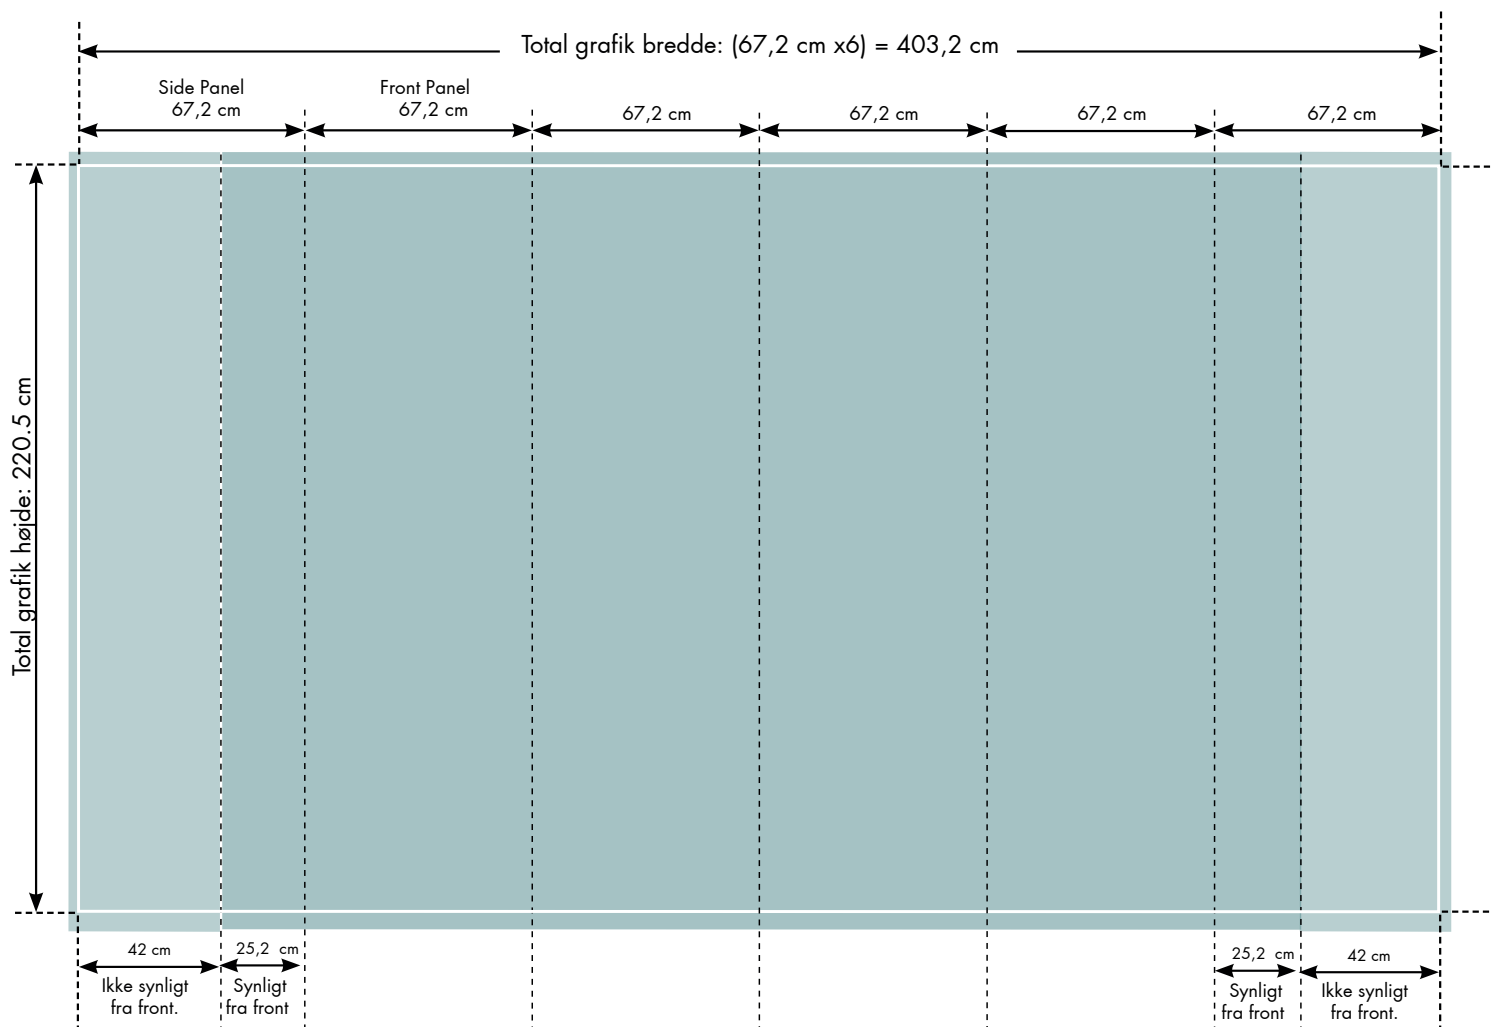 Total grafik bredde: (67,2 cm x6) = 403,2 cm
Side Panel
67,2 cm
Front Panel
67,2 cm
67,2 cm
67,2 cm
67,2 cm
67,2 cm
Total grafik højde: 220.5 cm
42 cm
Ikke synligt
fra front.
25,2 cm
Synligt
fra front
25,2 cm
Synligt
fra front
42 cm
Ikke synligt
fra front.